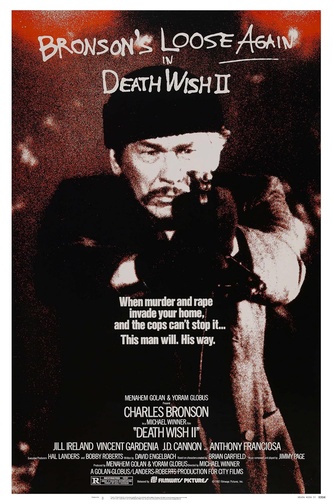 BRONSON'S LOOSE AGAIN
IN
DEATH WISH II
When murder and rape
invade your home,
and the cops can't stop it...
This man will. His way.
MENAHEM GOLAN & YORAM GLOBUS
CHARLES BRONSON
MICHAEL WINNER
"DEATH WISH II"
JILL IRELAND VINCENT GARDENIA J.D. CANNON ANTHONY FRANCIOSA
HAL LANDERS BOBBY ROBERTS DAVID ENGELBACH BRIAN GARFIELD JIMMY PAGE
MENAHEM GOLAN & YORAM GLOBUS MICHAEL WINNER
A GOLAN-GLOBUS/LANDERS-ROBERTS PRODUCTION FOR CITY FILMS
R FILMWAYS PICTURES